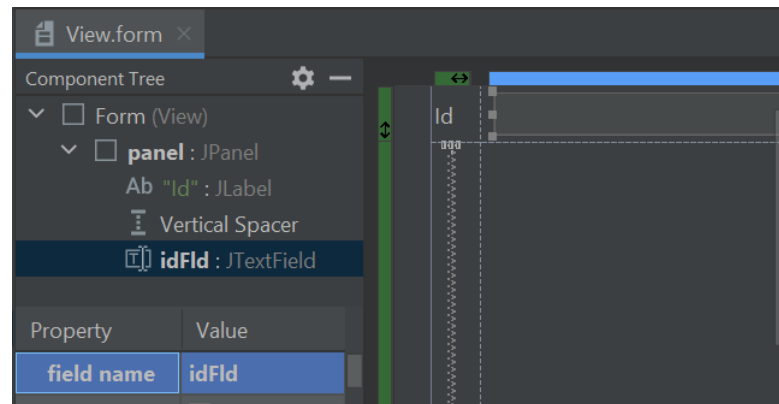 View.form
Component Tree
Form (View)
panel : JPanel
Ab "Id" : JLabel
Vertical Spacer
idFld : JTextField
Property Value
field name idFld
Id